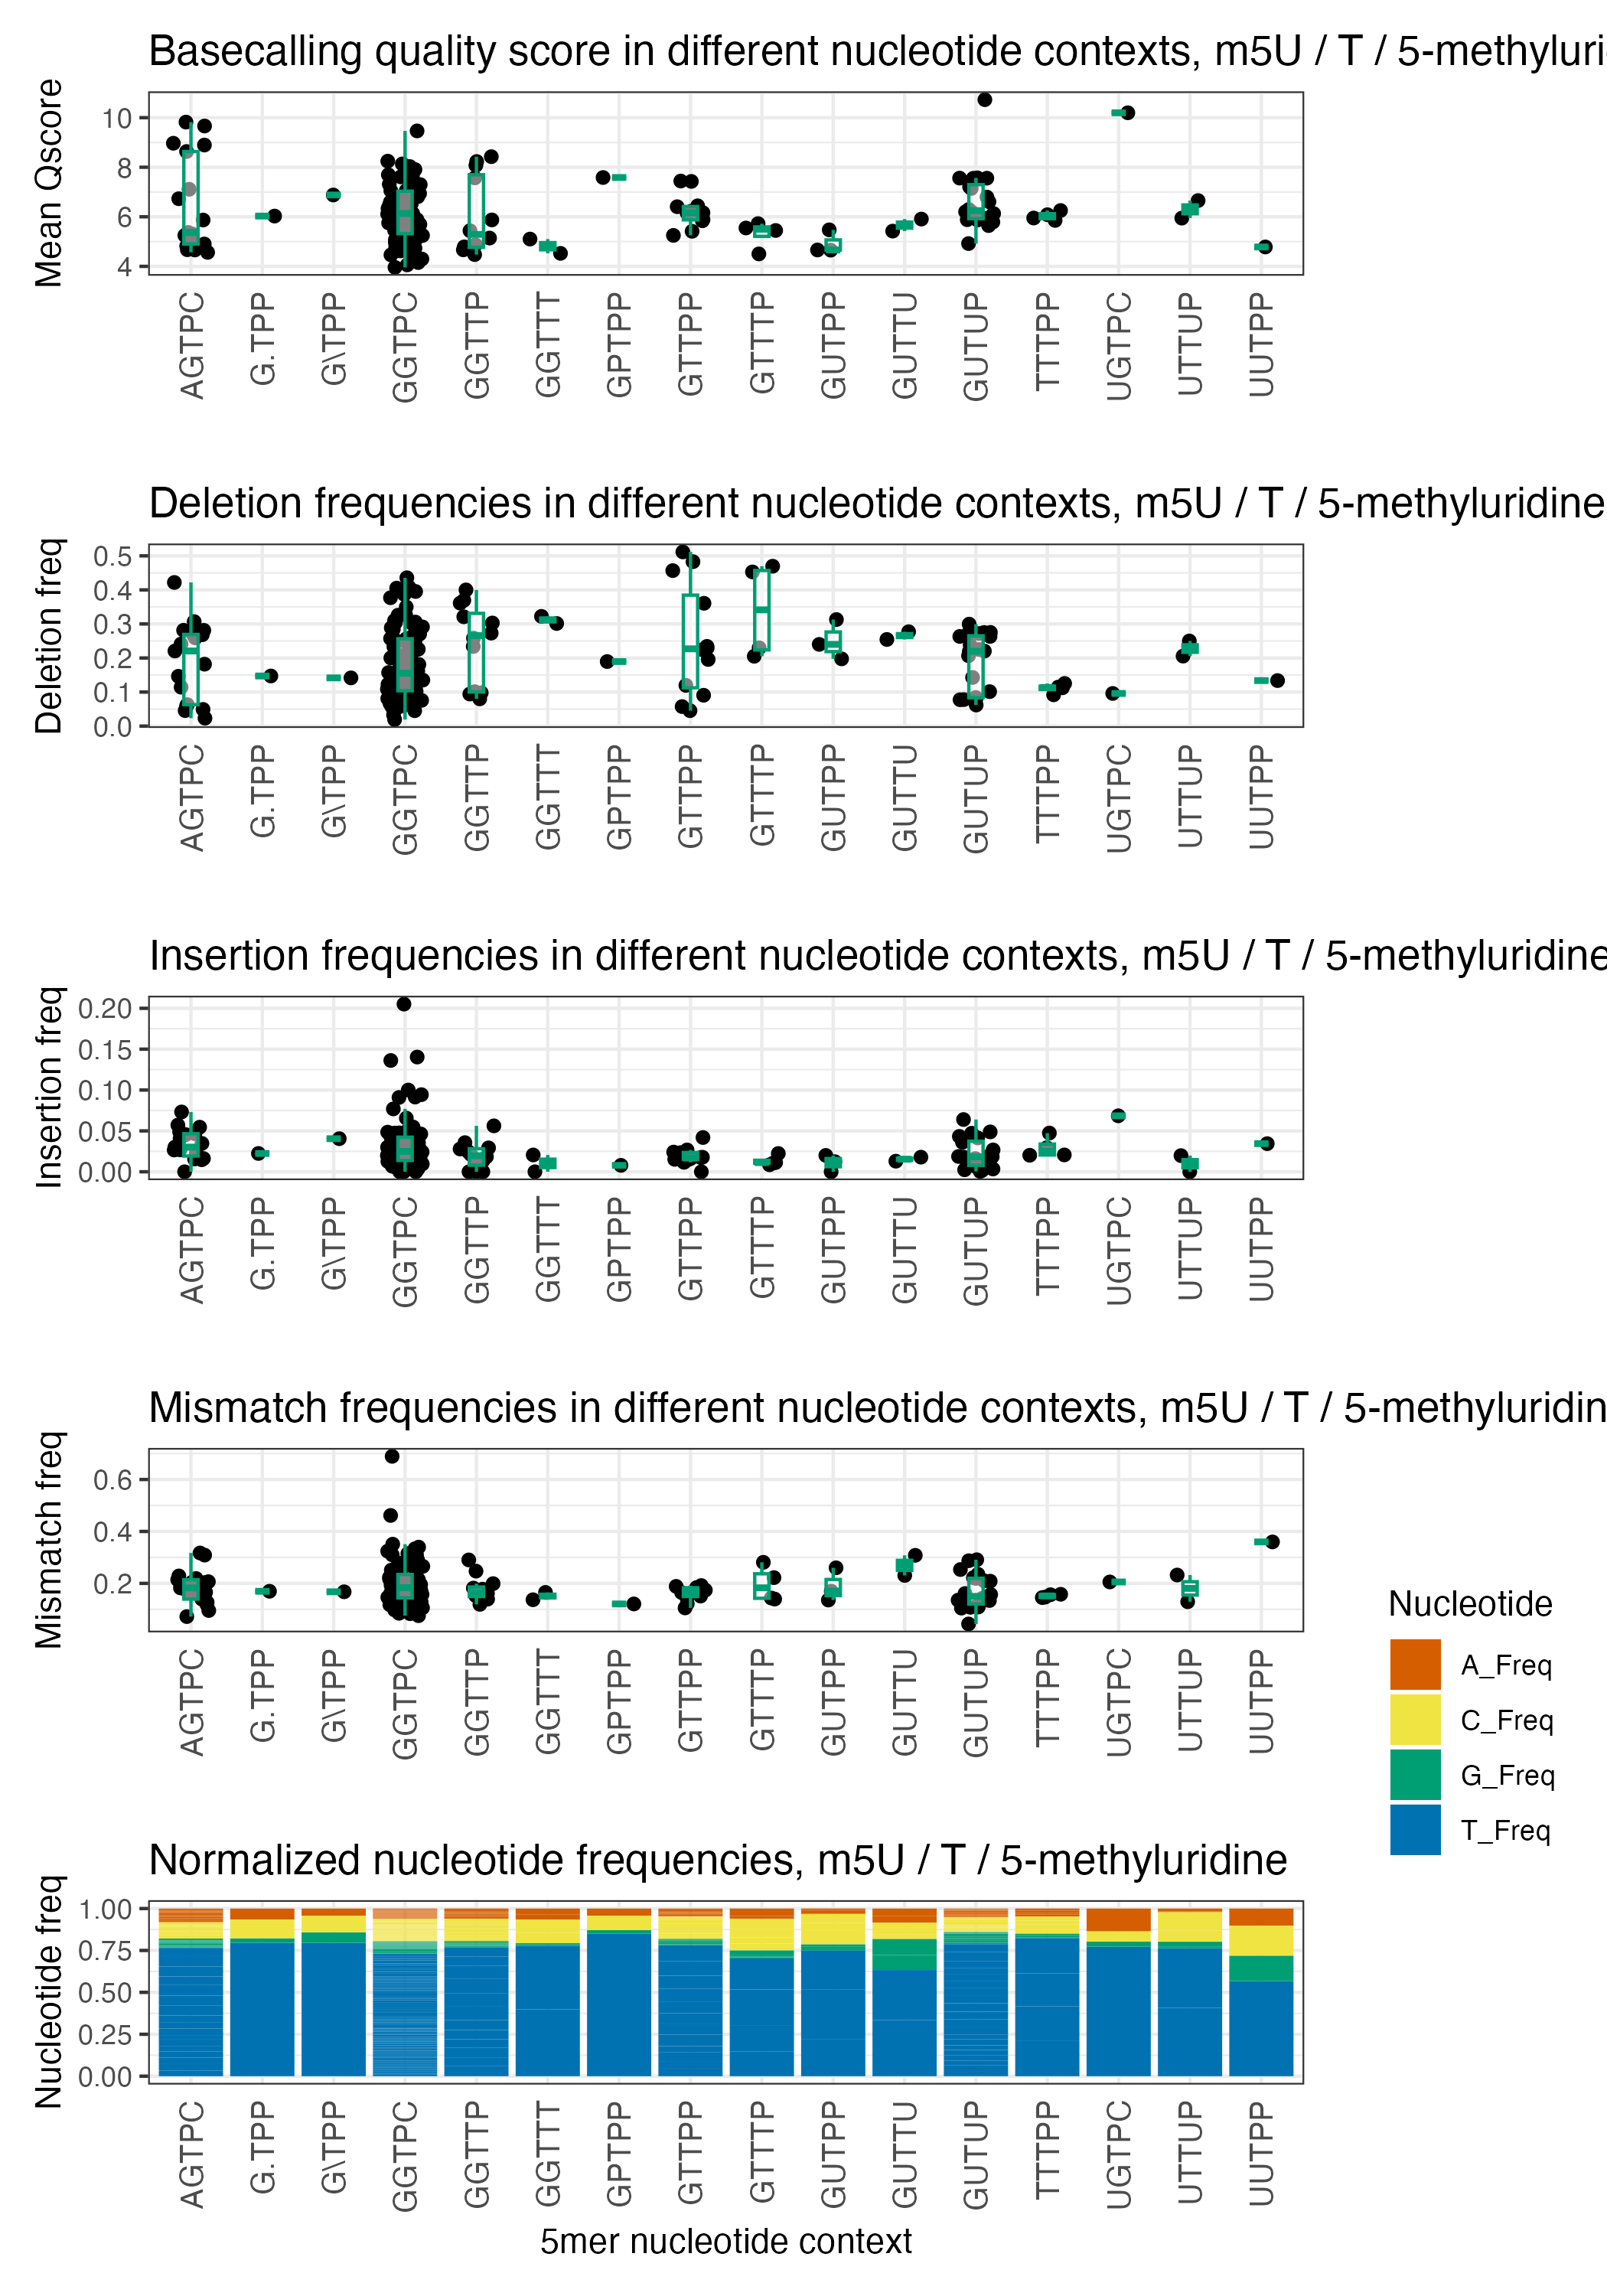 Basecalling quality score in different nucleotide contexts, m5U / T / 5-methyluri
Mean Qscore
10
8
6
4
AGTPC G.TPP G\TPP GGTPC GGTTP GGTTT GPTPP GTTPP GTTTP GUTPP GUTTU GUTUP TTTPP UGTPC UTTUP UUTPP
Deletion frequencies in different nucleotide contexts, m5U / T / 5-methyluridine
Deletion freq
0.5
0.4
0.3
0.2
0.1
0.0
AGTPC G.TPP G\TPP GGTPC GGTTP GGTTT GPTPP GTTPP GTTTP GUTPP GUTTU GUTUP TTTPP UGTPC UTTUP UUTPP
Insertion frequencies in different nucleotide contexts, m5U / T / 5-methyluridine
Insertion freq
0.20
0.15
0.10
0.05
0.00
AGTPC G.TPP G\TPP GGTPC GGTTP GGTTT GPTPP GTTPP GTTTP GUTPP GUTTU GUTUP TTTPP UGTPC UTTUP UUTPP
Mismatch frequencies in different nucleotide contexts, m5U / T / 5-methyluridin
Mismatch freq
0.6
0.4
0.2
AGTPC G.TPP G\TPP GGTPC GGTTP GGTTT GPTPP GTTPP GTTTP GUTPP GUTTU GUTUP TTTPP UGTPC UTTUP UUTPP
Nucleotide
A_Freq
C_Freq
G_Freq
T_Freq
Normalized nucleotide frequencies, m5U / T / 5-methyluridine
Nucleotide freq
1.00
0.75
0.50
0.25
0.00
AGTPC G.TPP G\TPP GGTPC GGTTP GGTTT GPTPP GTTPP GTTTP GUTPP GUTTU GUTUP TTTPP UGTPC UTTUP UUTPP
5mer nucleotide context